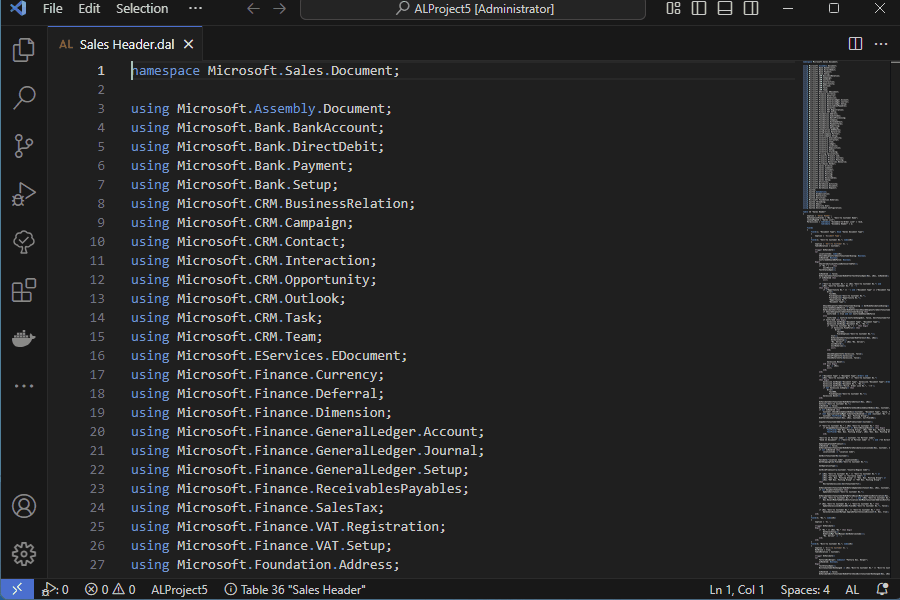 File Edit Selection ··· ALProject5 [Administrator]
AL Sales Header.dal
1 namespace Microsoft.Sales.Document;
2
3 using Microsoft.Assembly.Document;
4 using Microsoft.Bank.BankAccount;
5 using Microsoft.Bank.DirectDebit;
6 using Microsoft.Bank.Payment;
7 using Microsoft.Bank.Setup;
8 using Microsoft.CRM.BusinessRelation;
9 using Microsoft.CRM.Campaign;
10 using Microsoft.CRM.Contact;
11 using Microsoft.CRM.Interaction;
12 using Microsoft.CRM.Opportunity;
13 using Microsoft.CRM.Outlook;
14 using Microsoft.CRM.Task;
15 using Microsoft.CRM.Team;
16 using Microsoft.EServices.EDocument;
17 using Microsoft.Finance.Currency;
18 using Microsoft.Finance.Deferral;
19 using Microsoft.Finance.Dimension;
20 using Microsoft.Finance.GeneralLedger.Account;
21 using Microsoft.Finance.GeneralLedger.Journal;
22 using Microsoft.Finance.GeneralLedger.Setup;
23 using Microsoft.Finance.ReceivablesPayables;
24 using Microsoft.Finance.SalesTax;
25 using Microsoft.Finance.VAT.Registration;
26 using Microsoft.Finance.VAT.Setup;
27 using Microsoft.Foundation.Address;
0 0 0 ALProject5 Table 36 "Sales Header" Ln 1, Col 1 Spaces: 4 AL